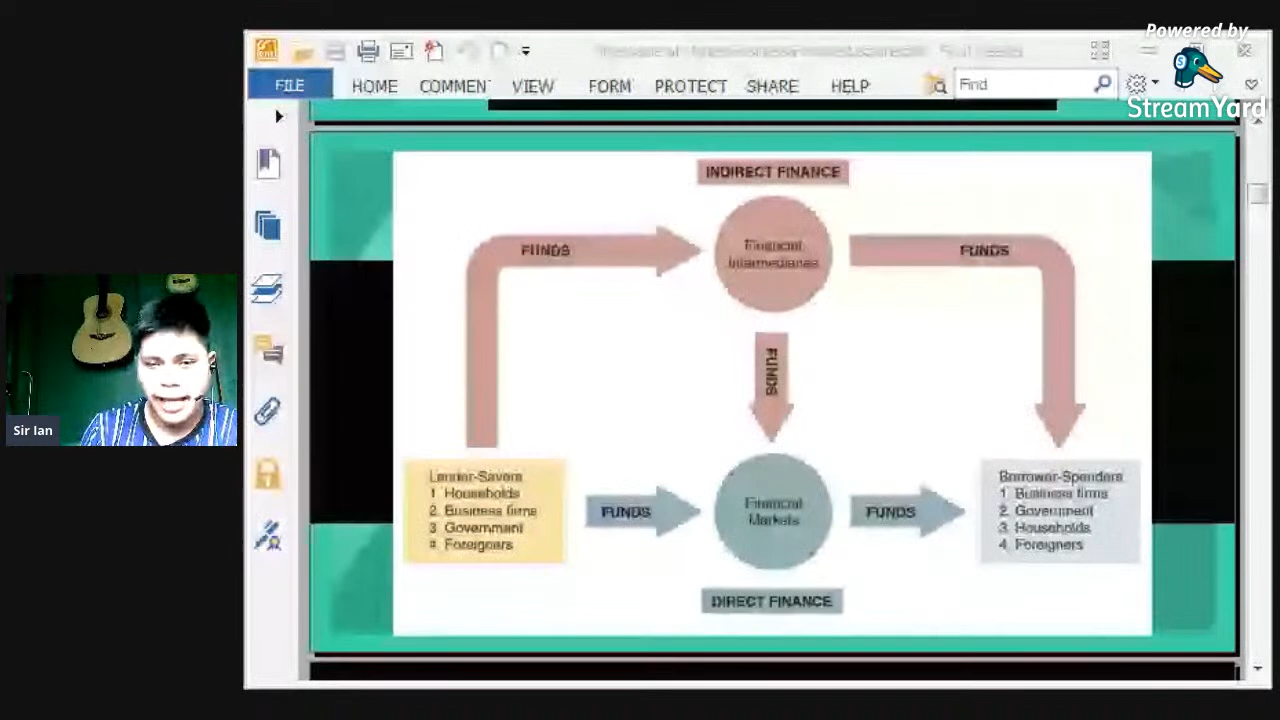 Powered by
StreamYard
FILE HOME COMMEN VIEW FORM PROTECT SHARE HELP Find
INDIRECT FINANCE
FUNDS
Financial
Intermediaries
FUNDS
FUNDS
Lender-Savers
1. Households
2. Business firms
3. Government
4. Foreigners
FUNDS
Financial
Markets
FUNDS
Borrower-Spenders
1. Business firms
2. Government
3. Households
4. Foreigners
DIRECT FINANCE
Sir Ian